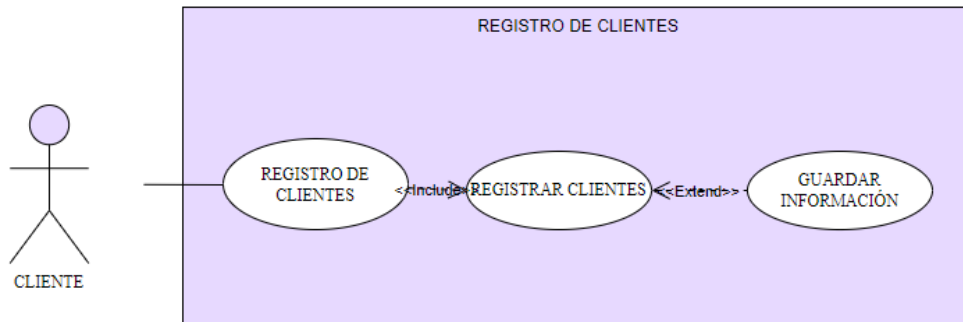 REGISTRO DE CLIENTES
REGISTRO DE
CLIENTES
<<Include>>
REGISTRAR CLIENTES
<<Extend>>
GUARDAR
INFORMACIÓN
CLIENTE